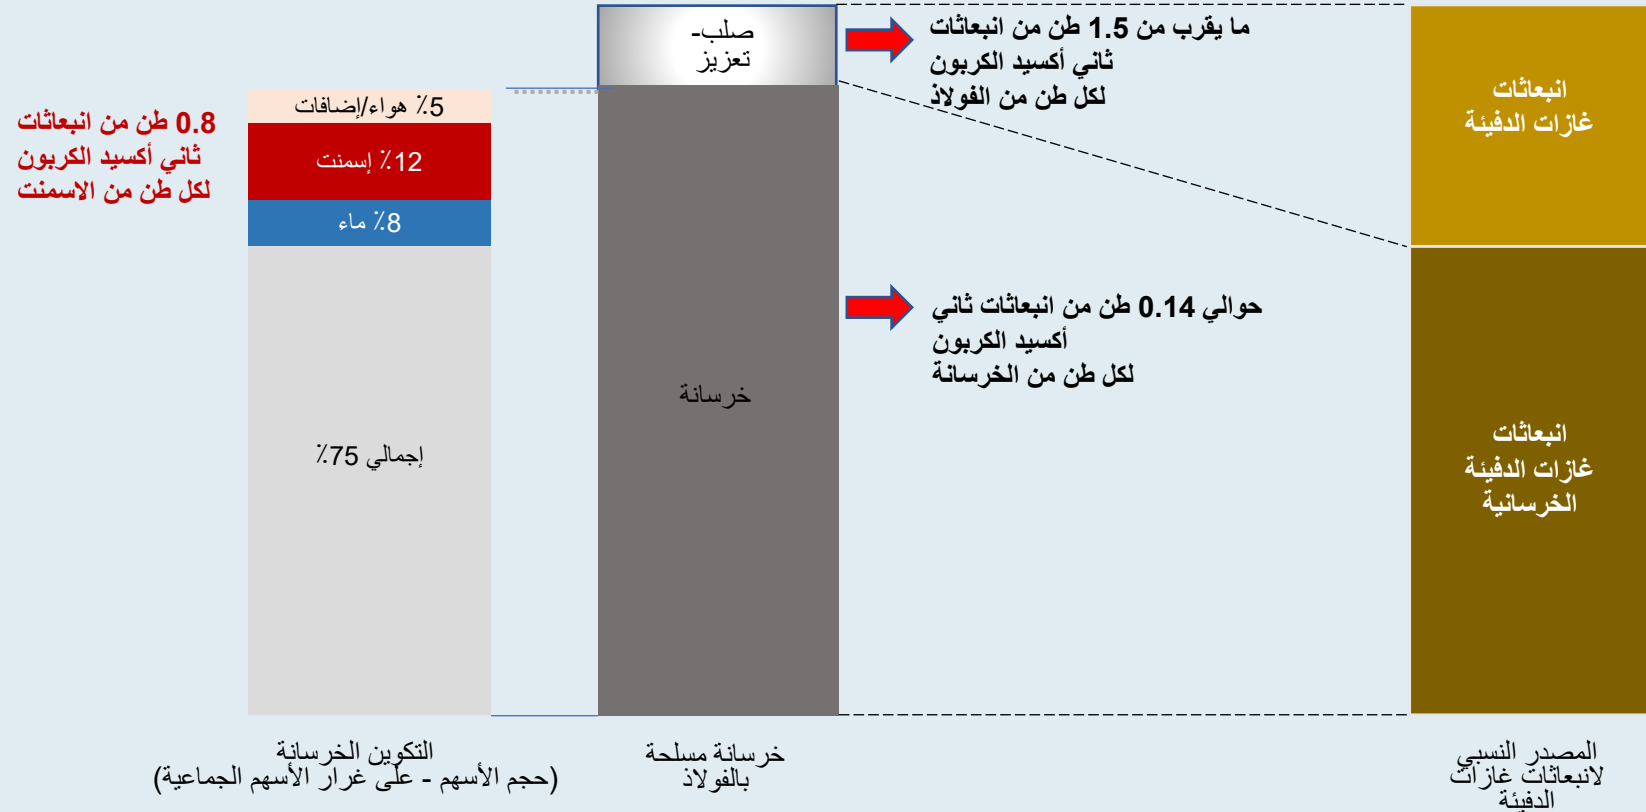 0.8 طن من انبعاثات
ثاني أكسيد الكربون
لكل طن من الاسمنت
5٪ هواء/إضافات
12٪ إسمنت
8٪ ماء
إجمالي 75٪
التكوين الخرسانة
(حجم الأسهم - على غرار الأسهم الجماعية)
صلب-
تعزيز
خرسانة
خرسانة مسلحة
بالفولاذ
ما يقرب من 1.5 طن من انبعاثات
ثاني أكسيد الكربون
لكل طن من الفولاذ
حوالي 0.14 طن من انبعاثات ثاني
أكسيد الكربون
لكل طن من الخرسانة
انبعاثات
غازات الدفيئة
انبعاثات
غازات الدفيئة
الخرسانية
المصدر النسبي
لانبعاثات غازات
الدفيئة